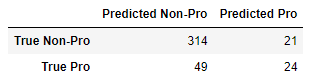 Predicted Non-Pro Predicted Pro
True Non-Pro 314 21
True Pro 49 24